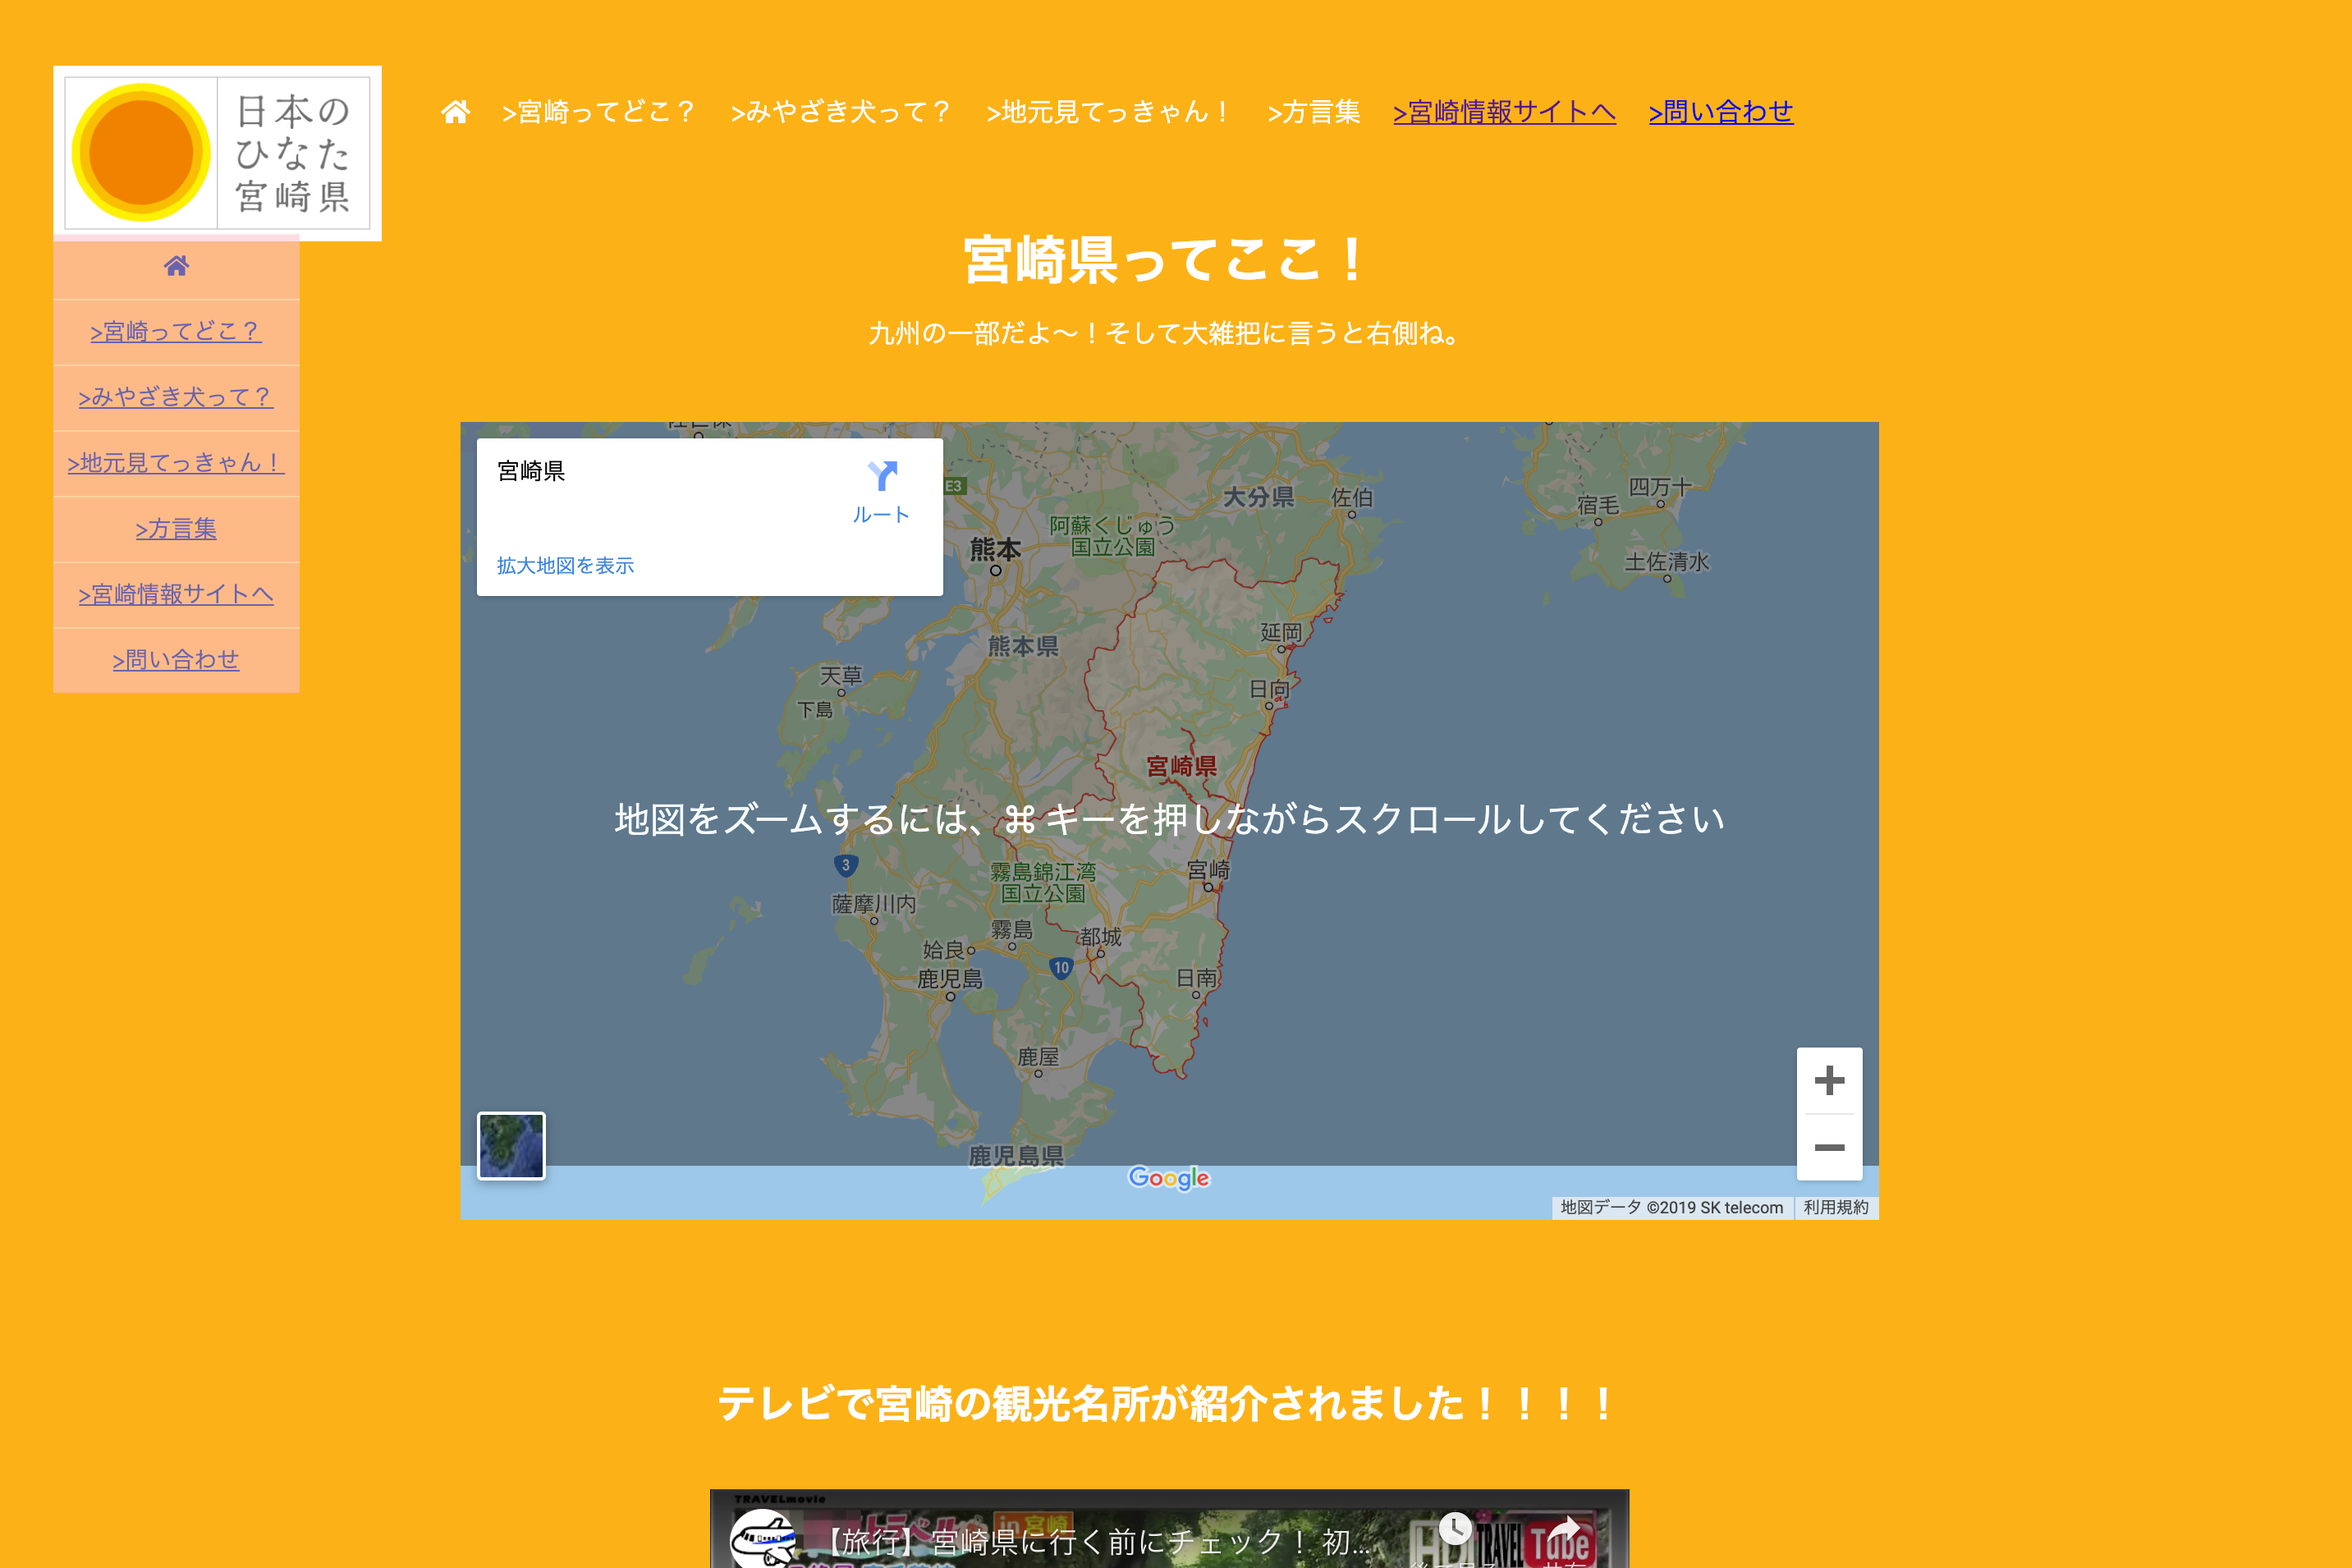 日本の
ひなた
宮崎県
>宮崎ってどこ？ >みやざき犬って？ >地元見てっきゃん！ >方言集 >宮崎情報サイトへ >問い合わせ
>宮崎ってどこ？
>みやざき犬って？
>地元見てっきゃん！
>方言集
>宮崎情報サイトへ
>問い合わせ
宮崎県ってここ！
九州の一部だよ〜！そして大雑把に言うと右側ね。
宮崎県
ルート
拡大地図を表示
E3
大分県
佐伯
四万十
宿毛
土佐清水
阿蘇くじゅう
国立公園
熊本
熊本県
延岡
天草
下島
日向
宮崎県
地図をズームするには、⌘ キーを押しながらスクロールしてください
3
霧島錦江湾
国立公園
宮崎
薩摩川内
霧島
都城
姶良
10
鹿児島
日南
鹿屋
鹿児島県
Google
地図データ ©2019 SK telecom
利用規約
テレビで宮崎の観光名所が紹介されました！！！！
TRAVELmovie
トラベル
in 宮崎
【旅行】宮崎県に行く前にチェック！ 初...
HD TRAVEL Tube